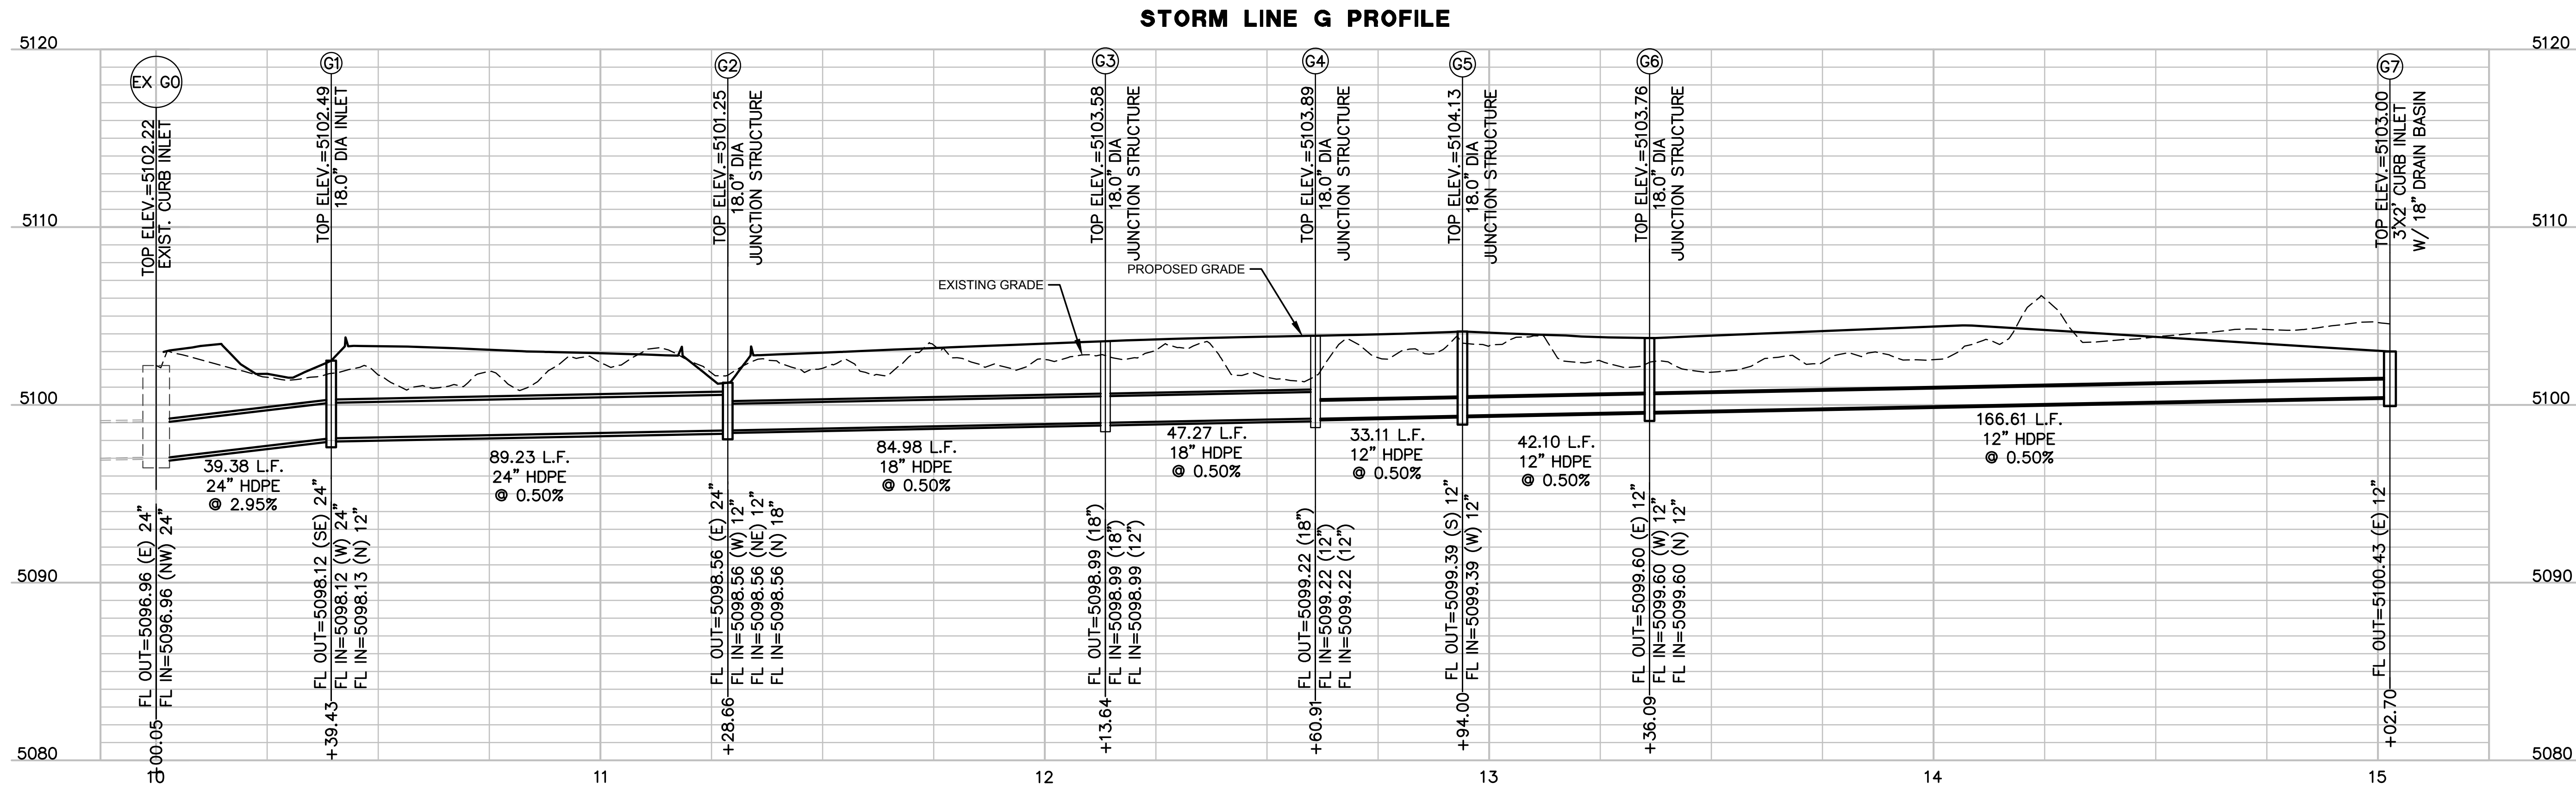 STORM LINE G PROFILE
5120
5120
5110
5110
5100
5100
5090
5090
5080
5080
EX G0
TOP ELEV.=5102.22
EXIST. CURB INLET
G1
TOP ELEV.=5102.49
18.0" DIA INLET
G2
TOP ELEV.=5101.25
18.0" DIA
JUNCTION STRUCTURE
G3
TOP ELEV.=5103.58
18.0" DIA
JUNCTION STRUCTURE
G4
TOP ELEV.=5103.89
18.0" DIA
JUNCTION STRUCTURE
G5
TOP ELEV.=5104.13
18.0" DIA
JUNCTION STRUCTURE
G6
TOP ELEV.=5103.76
18.0" DIA
JUNCTION STRUCTURE
G7
TOP ELEV.=5103.00
3'X2' CURB INLET
W/ 18" DRAIN BASIN
EXISTING GRADE
PROPOSED GRADE
39.38 L.F.
24" HDPE
@ 2.95%
89.23 L.F.
24" HDPE
@ 0.50%
84.98 L.F.
18" HDPE
@ 0.50%
47.27 L.F.
18" HDPE
@ 0.50%
33.11 L.F.
12" HDPE
@ 0.50%
42.10 L.F.
12" HDPE
@ 0.50%
166.61 L.F.
12" HDPE
@ 0.50%
FL OUT=5096.96 (E) 24"
FL IN=5096.96 (NW) 24"
FL OUT=5098.12 (SE) 24"
FL IN=5098.12 (W) 24"
FL IN=5098.13 (N) 12"
FL OUT=5098.56 (E) 24"
FL IN=5098.56 (W) 12"
FL IN=5098.56 (NE) 12"
FL IN=5098.56 (N) 18"
FL OUT=5098.99 (18")
FL IN=5098.99 (18")
FL IN=5098.99 (12")
FL OUT=5099.22 (18")
FL IN=5099.22 (12")
FL IN=5099.22 (12")
FL OUT=5099.39 (S) 12"
FL IN=5099.39 (W) 12"
FL OUT=5099.60 (E) 12"
FL IN=5099.60 (W) 12"
FL IN=5099.60 (N) 12"
FL OUT=5100.43 (E) 12"
+00.05
+39.43
+28.66
+13.64
+60.91
+94.00
+36.09
+02.70
10
11
12
13
14
15